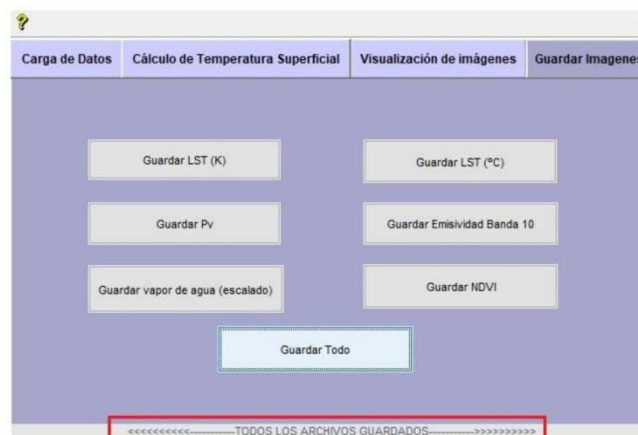 ?
Carga de Datos Cálculo de Temperatura Superficial Visualización de imágenes Guardar Imagenes
Guardar LST (K) Guardar LST (ºC)
Guardar Pv Guardar Emisividad Banda 10
Guardar vapor de agua (escalado) Guardar NDVI
Guardar Todo
<<<<<<<<<<------------TODOS LOS ARCHIVOS GUARDADOS------------>>>>>>>>>>